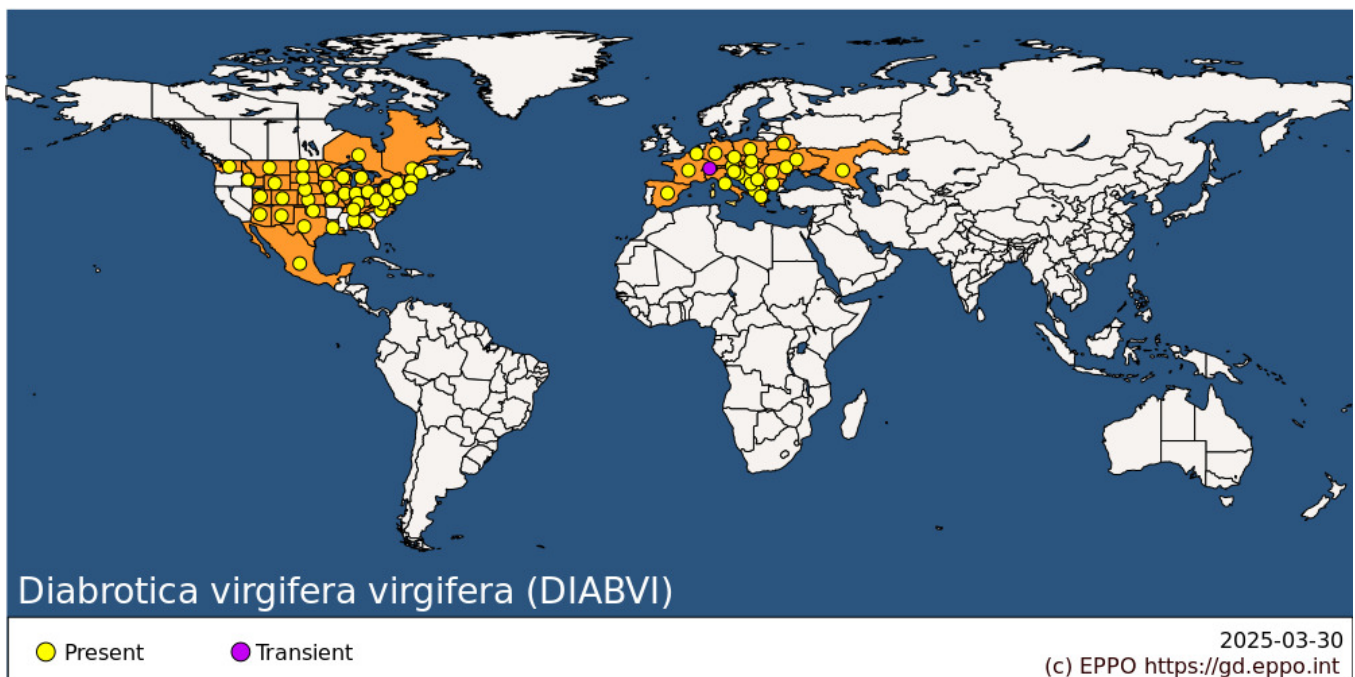 Diabrotica virgifera virgifera (DIABVI)
Present
Transient
2025-03-30
(c) EPPO https://gd.eppo.int